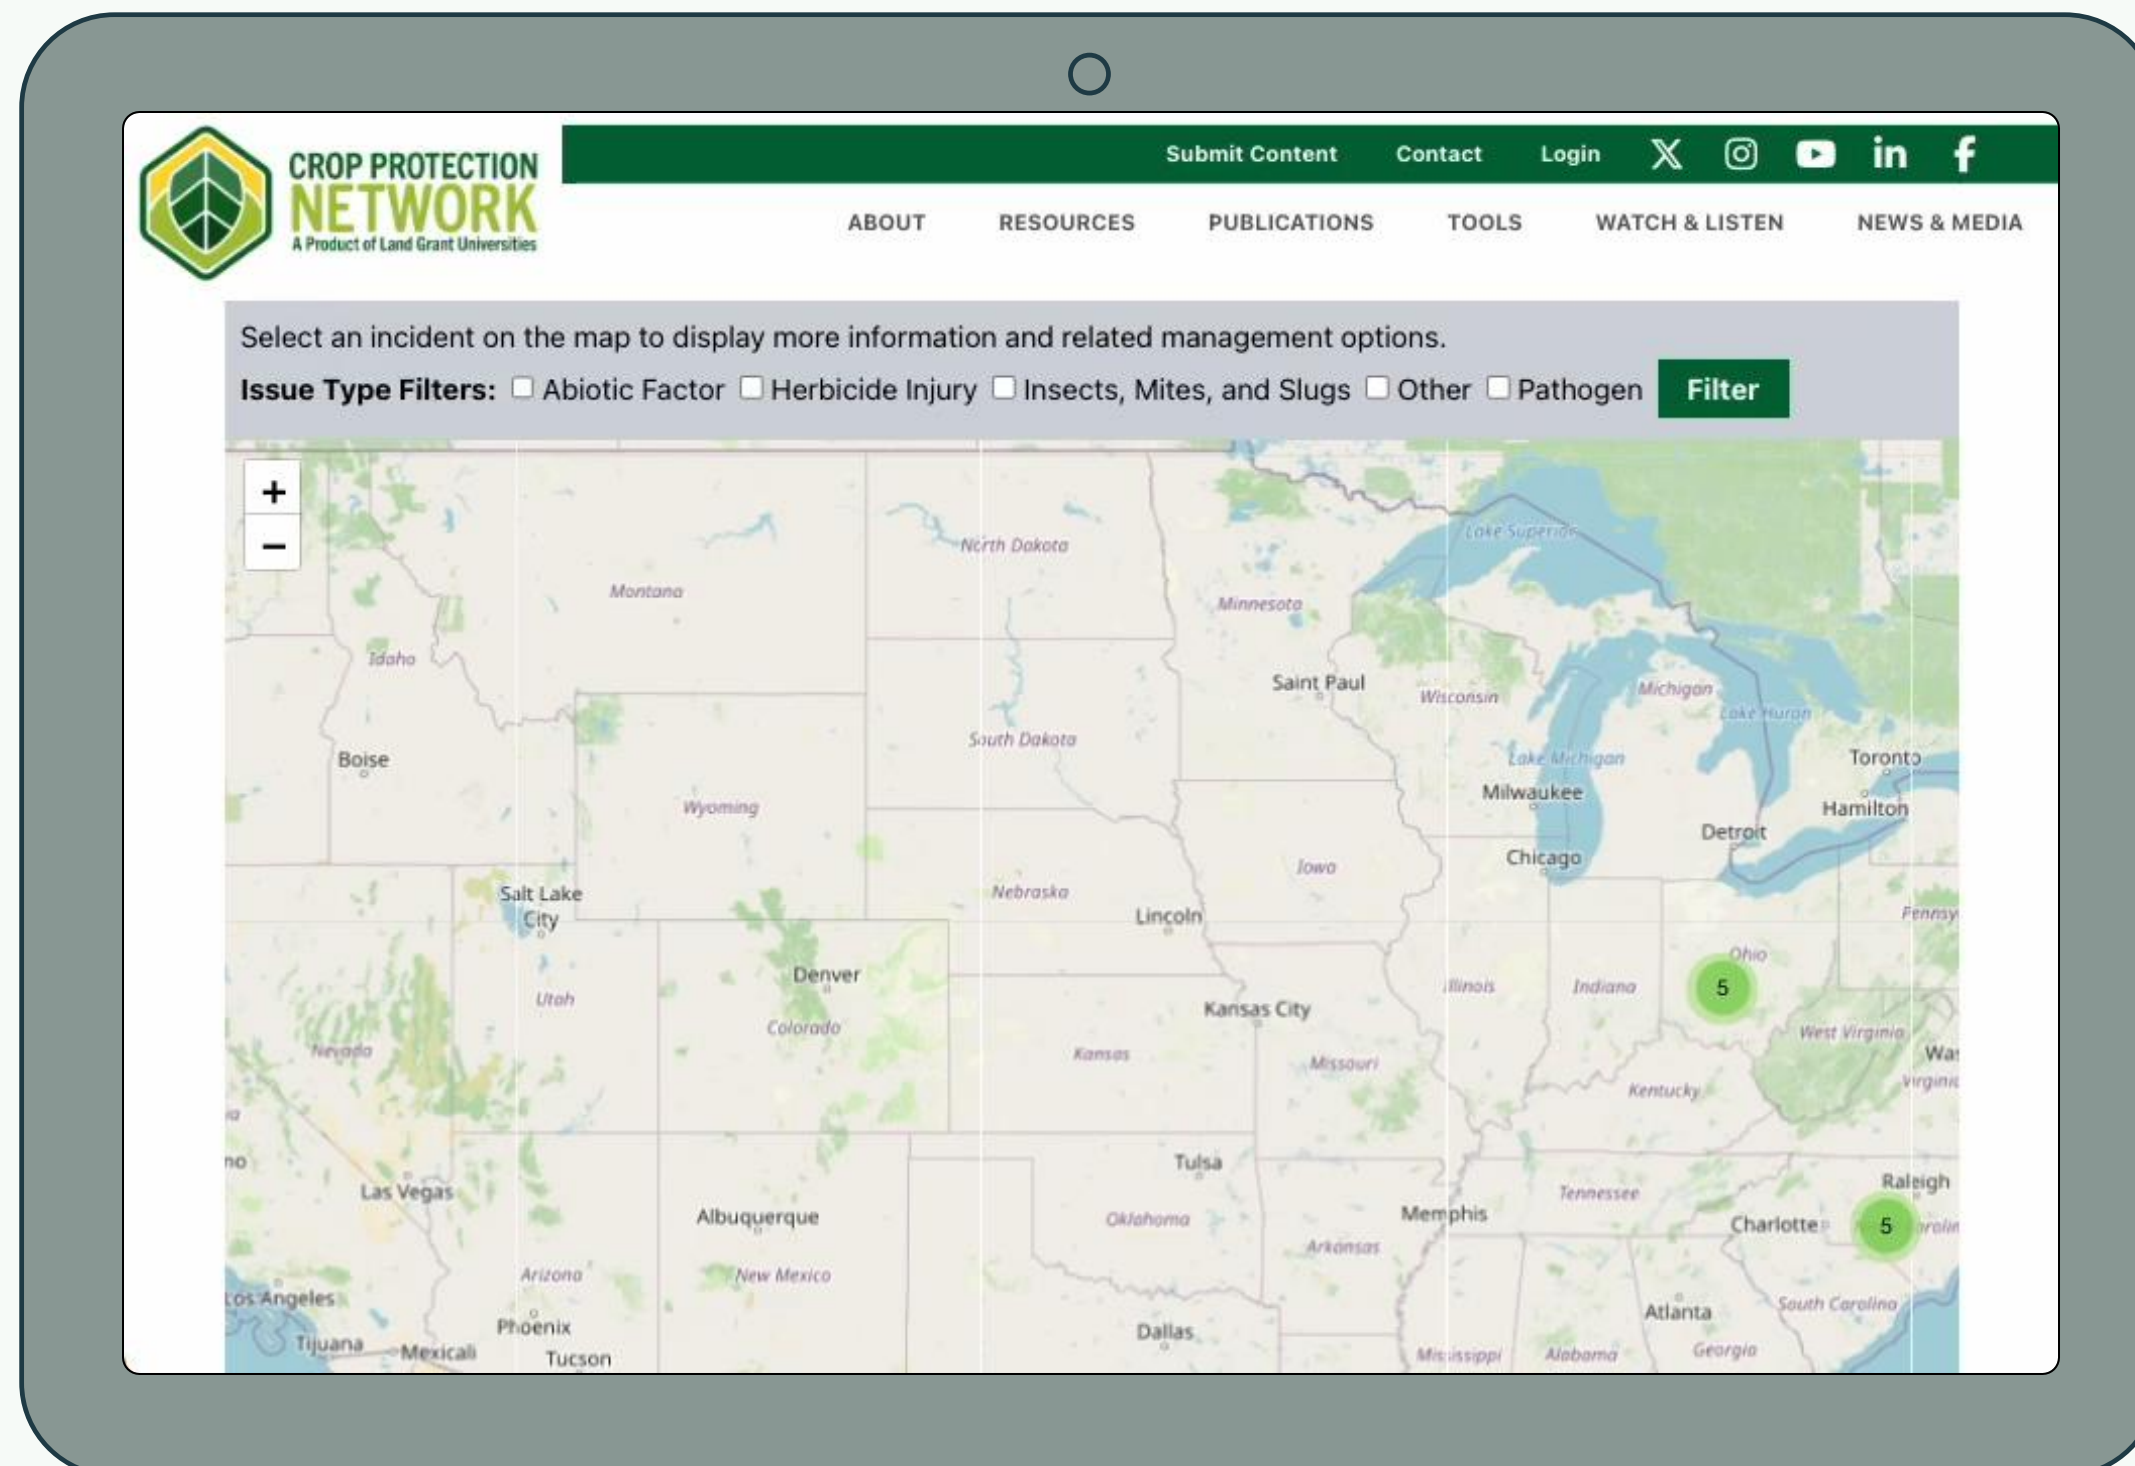 CROP PROTECTION
NETWORK
A Product of Land Grant Universities
Submit Content Contact Login
ABOUT RESOURCES PUBLICATIONS TOOLS WATCH & LISTEN NEWS & MEDIA
Select an incident on the map to display more information and related management options.
Issue Type Filters: Abiotic Factor Herbicide Injury Insects, Mites, and Slugs Other Pathogen Filter
+
−
Lake Superior
North Dakota
Montana
Minnesota
Idaho
Saint Paul
Wisconsin
Michigan
Lake Huron
South Dakota
Boise
Lake Michigan
Toronto
Milwaukee
Wyoming
Hamilton
Detroit
Chicago
Iowa
Salt Lake
City
Nebraska
Lincoln
Pennsy
Ohio
Denver
5
Utah
Illinois
Indiana
Kansas City
Colorado
West Virginia
Nevada
Kansas
Missouri
Was
Virginia
Kentucky
no
Tulsa
Las Vegas
Tennessee
Raleigh
Albuquerque
Oklahoma
Memphis
Charlotte
5
arolin
Arkansas
Arizona
New Mexico
Los Angeles
South Carolina
Atlanta
Phoenix
Dallas
Tijuana
Mexicali
Tucson
Mississippi
Alabama
Georgia